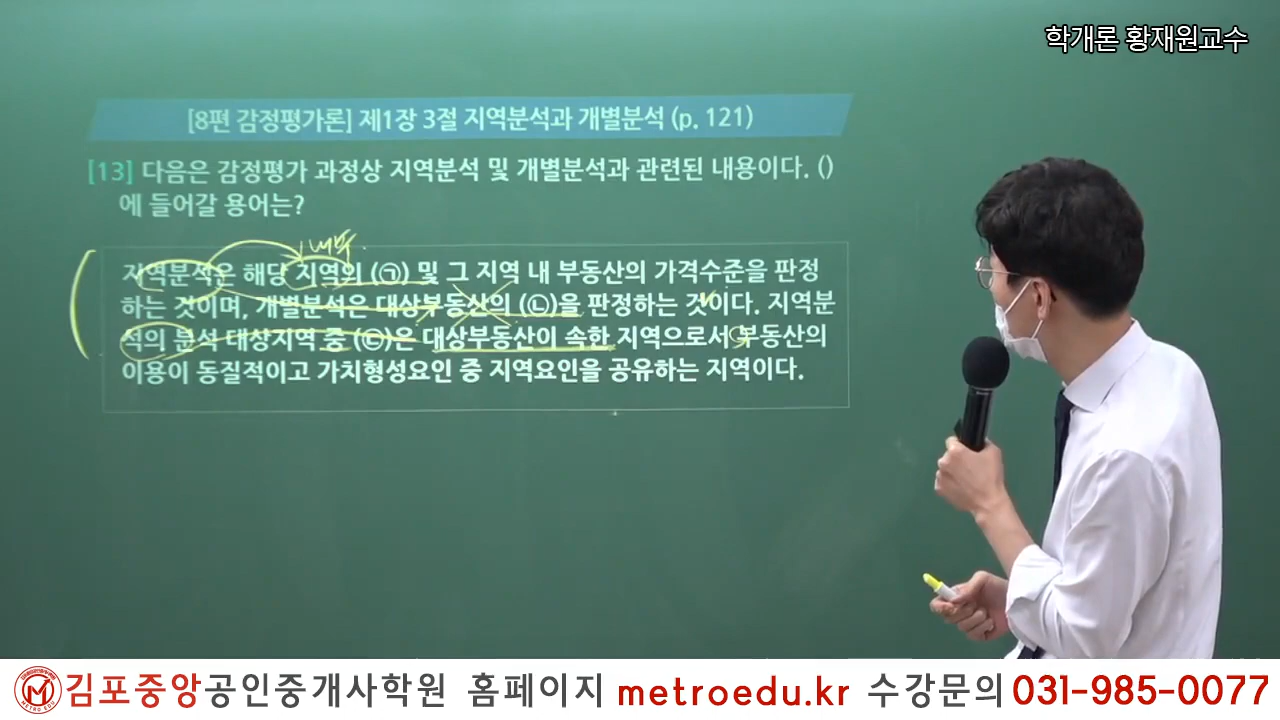 학개론 황재원교수
[8편 감정평가론] 제1장 3절 지역분석과 개별분석 (p. 121)
[13] 다음은 감정평가 과정상 지역분석 및 개별분석과 관련된 내용이다. ()
에 들어갈 용어는?
지역분석은 해당 지역의 (㉠) 및 그 지역 내 부동산의 가격수준을 판정
하는 것이며, 개별분석은 대상부동산의 (㉡)을 판정하는 것이다. 지역분
석의 분석 대상지역 중 (㉢)은 대상부동산이 속한 지역으로서 부동산의
이용이 동질적이고 가치형성요인 중 지역요인을 공유하는 지역이다.
METRO EDU
김포중앙공인중개사학원 홈페이지 metroedu.kr 수강문의 031-985-0077